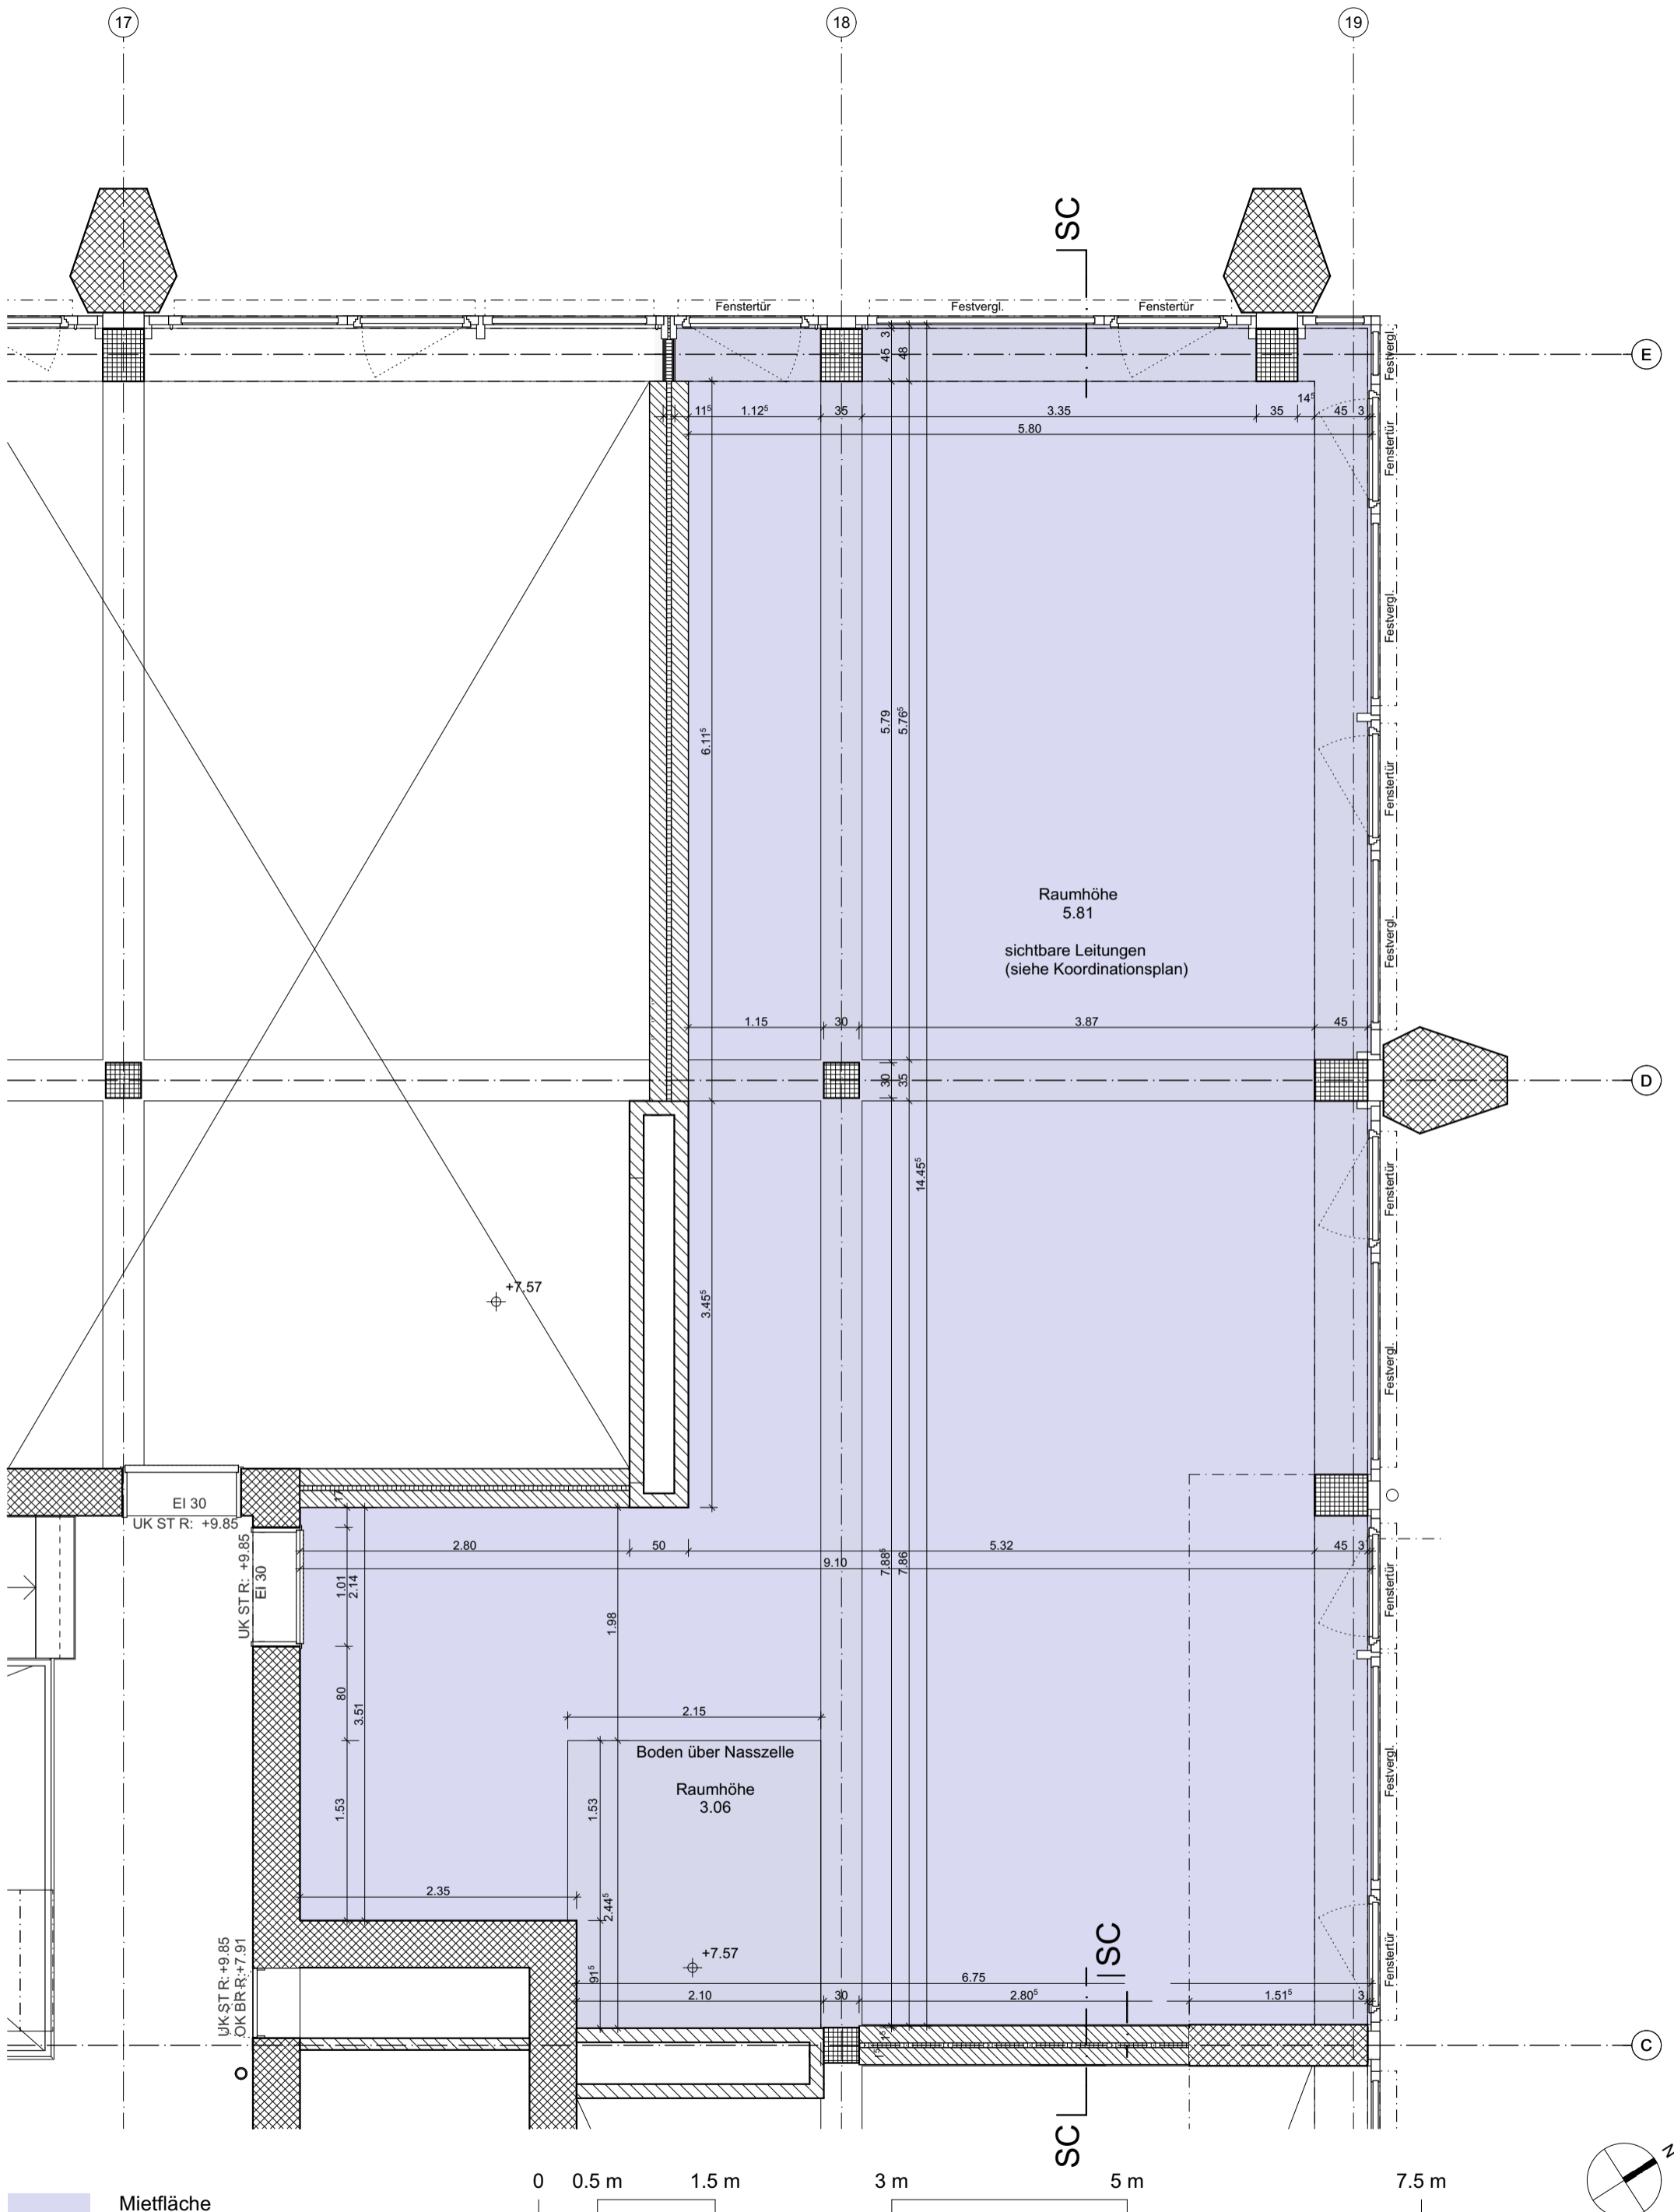 17
18
19
SC
Fenstertür
Festvergl.
Fenstertür
Festvergl.
E
3
45
48
11⁵
1.12⁵
35
3.35
35
14⁵
45
3
5.80
Fenstertür
Festvergl.
6.11⁵
5.79
5.76⁵
Fenstertür
Raumhöhe
5.81
sichtbare Leitungen
(siehe Koordinationsplan)
Festvergl.
1.15
30
3.87
45
30
35
D
14.45⁵
Fenstertür
+7.57
3.45⁵
Festvergl.
EI 30
UK ST R: +9.85
17
UK ST R: +9.85
EI 30
2.80
50
5.32
45
3
9.10
7.88⁵
7.86
1.01
2.14
1.98
Fenstertür
80
3.51
2.15
Boden über Nasszelle
Raumhöhe
3.06
1.53
1.53
Festvergl.
2.35
2.44⁵
UK ST R:+9.85
OK BR R:+7.91
+7.57
SC
Fenstertür
91⁵
6.75
2.10
30
2.80⁵
1.51⁵
3
1⁵
15
C
SC
N
0
0.5 m
1.5 m
3 m
5 m
7.5 m
Mietfläche